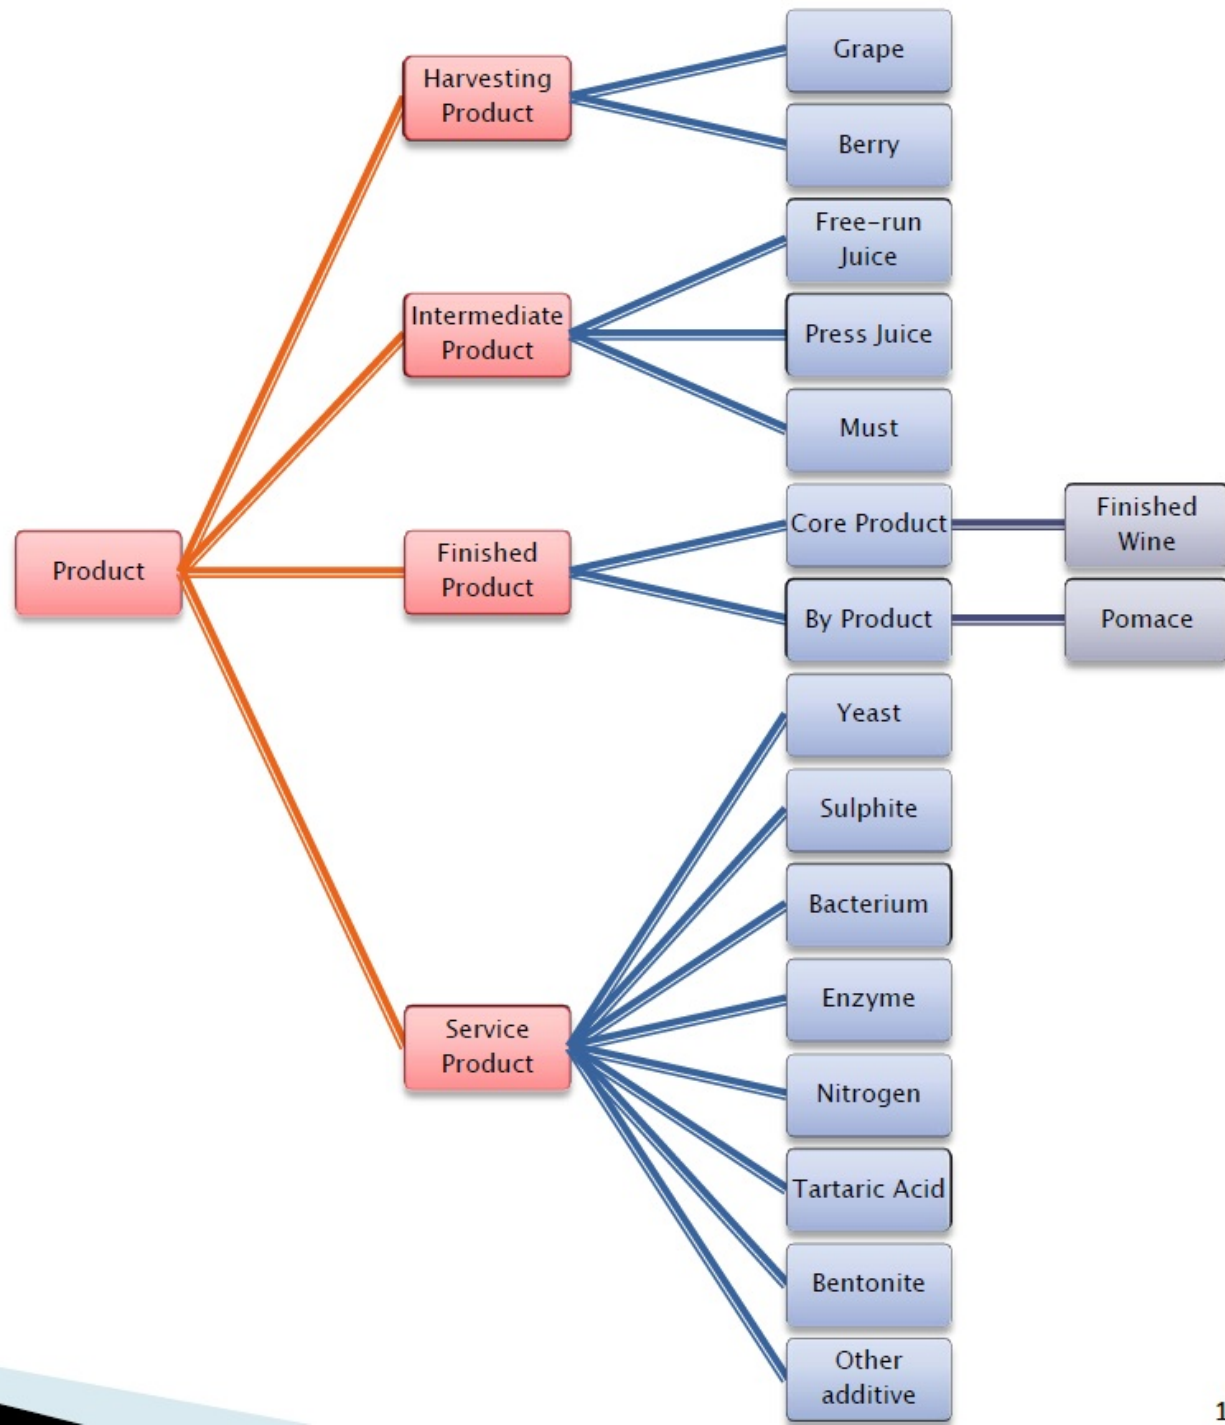 Product
Harvesting
Product
Grape
Berry
Intermediate
Product
Free-run
Juice
Press Juice
Must
Finished
Product
Core Product
Finished
Wine
By Product
Pomace
Service
Product
Yeast
Sulphite
Bacterium
Enzyme
Nitrogen
Tartaric Acid
Bentonite
Other
additive
1